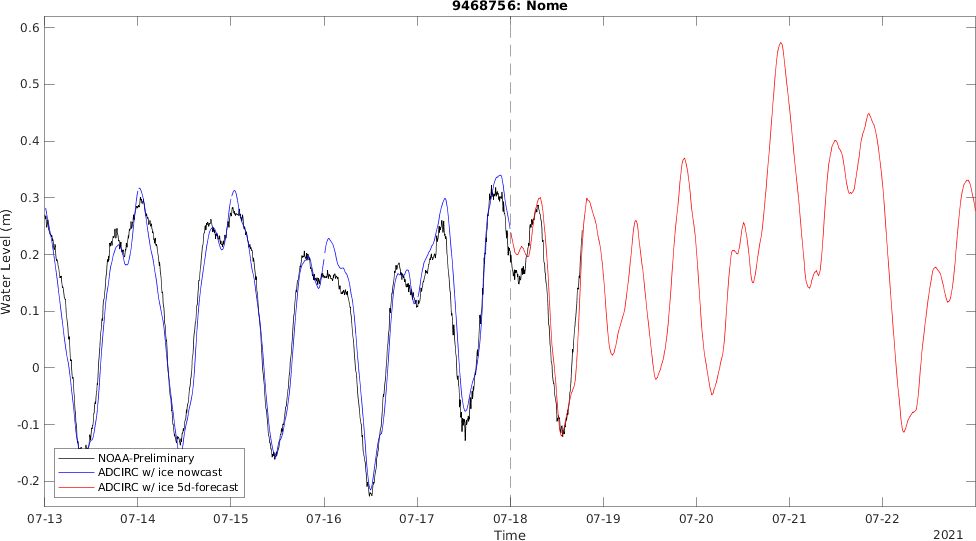 9468756: Nome
0.6
0.5
0.4
0.3
0.2
0.1
0
-0.1
-0.2
Water Level (m)
NOAA-Preliminary
ADCIRC w/ ice nowcast
ADCIRC w/ ice 5d-forecast
07-13 07-14 07-15 07-16 07-17 07-18 07-19 07-20 07-21 07-22
Time
2021